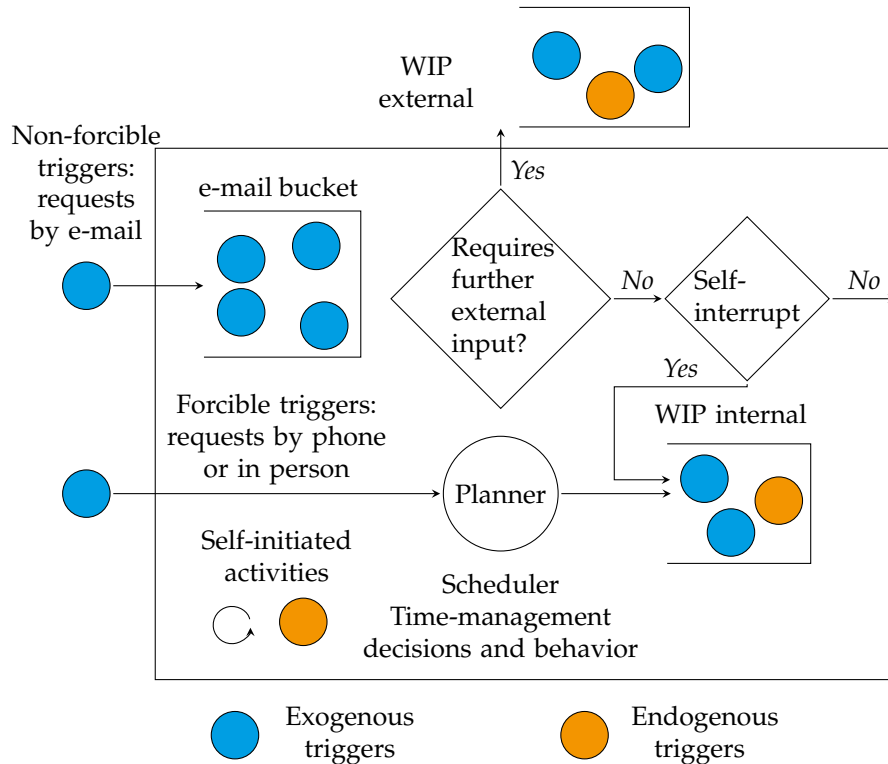 WIP
external
Non-forcible
triggers:
requests
by e-mail
Yes
e-mail bucket
Requires
further
external
input?
No
Self-
interrupt
No
Yes
Forcible triggers:
requests by phone
or in person
WIP internal
Planner
Self-initiated
activities
Scheduler
Time-management
decisions and behavior
Exogenous
triggers
Endogenous
triggers